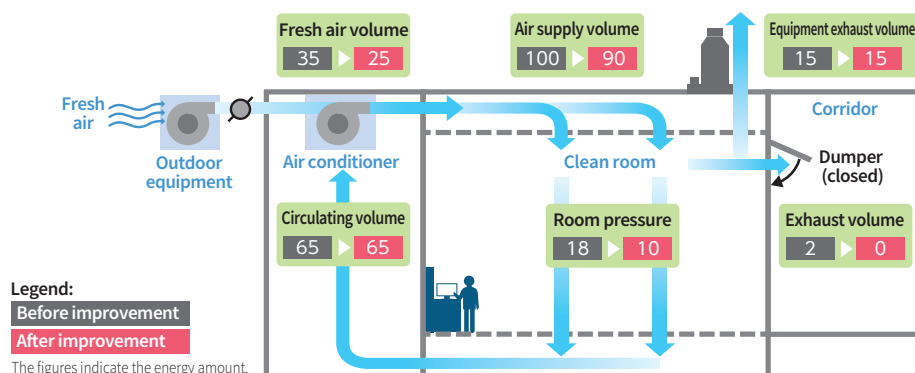 Fresh air volume
35 25
Air supply volume
100 90
Equipment exhaust volume
15 15
Fresh
air
Outdoor
equipment
Air conditioner
Clean room
Corridor
Dumper
(closed)
Circulating volume
65 65
Room pressure
18 10
Exhaust volume
2 0
Legend:
Before improvement
After improvement
The figures indicate the energy amount.